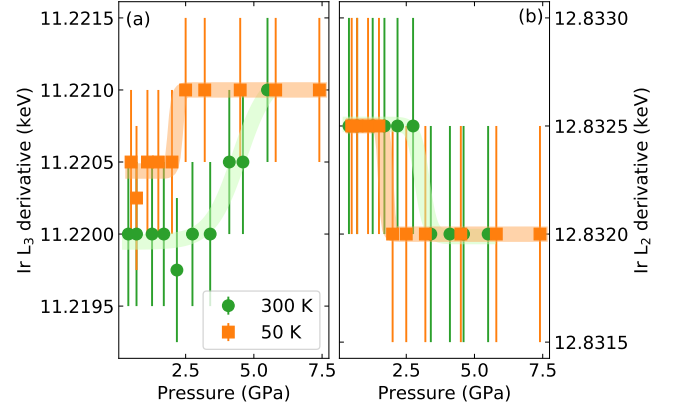 (a)
(b)
Ir L3 derivative (keV)
11.2215
11.2210
11.2205
11.2200
11.2195
300 K
50 K
2.5 5.0 7.5
Pressure (GPa)
2.5 5.0 7.5
Pressure (GPa)
12.8330
12.8325
12.8320
12.8315
Ir L2 derivative (keV)